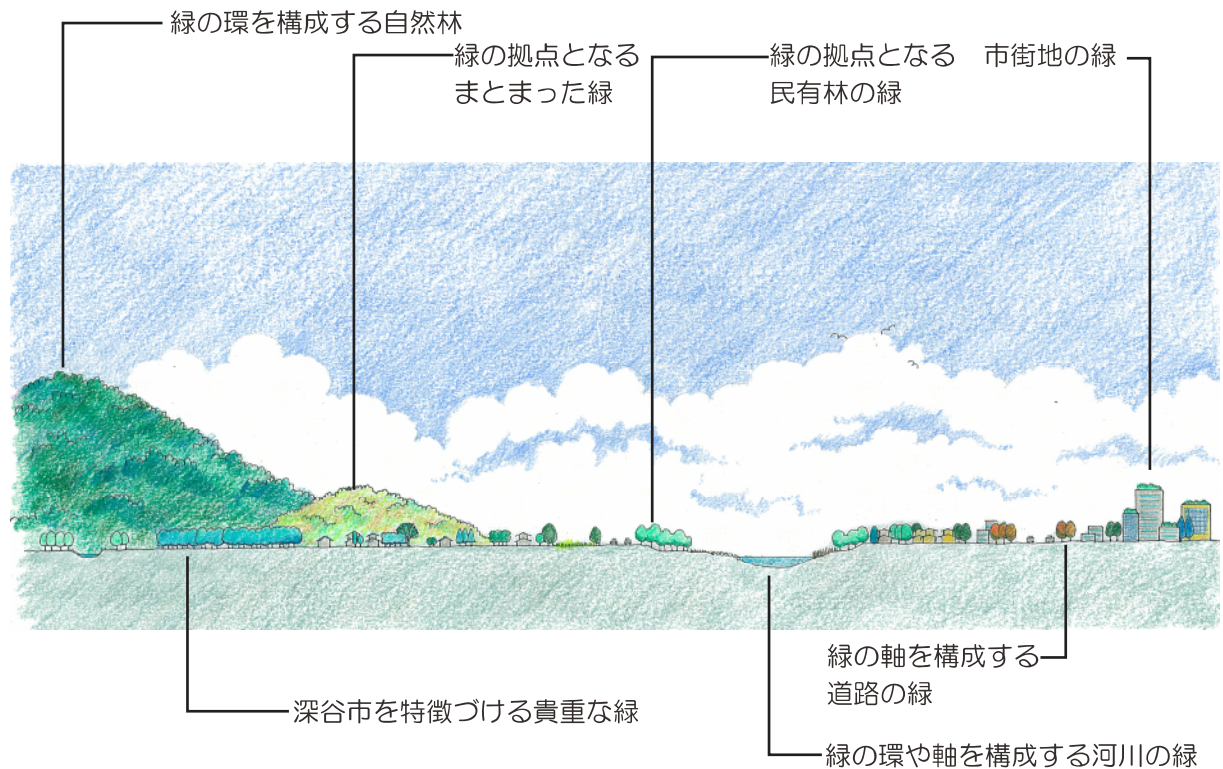 緑の環を構成する自然林
緑の拠点となる
まとまった緑
緑の拠点となる
民有林の緑
市街地の緑
緑の軸を構成する
道路の緑
深谷市を特徴づける貴重な緑
緑の環や軸を構成する河川の緑